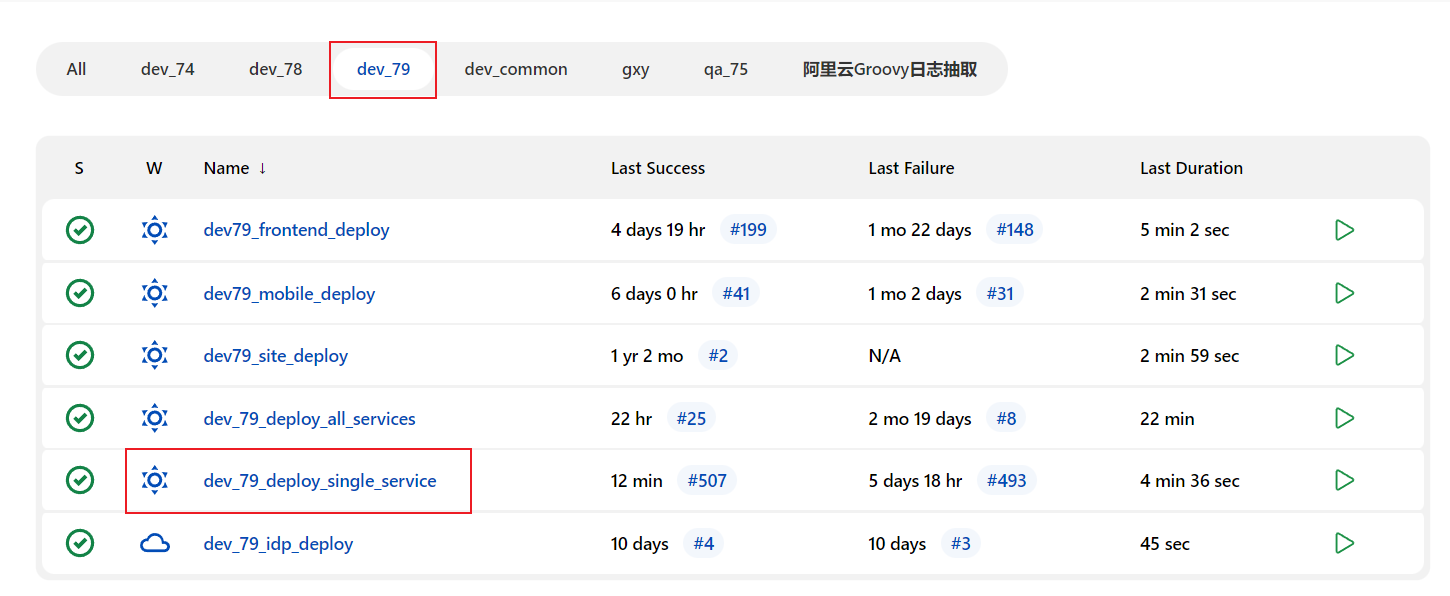 All dev_74 dev_78 dev_79 dev_common gxy qa_75 阿里云Groovy日志抽取
S W Name ↓ Last Success Last Failure Last Duration
dev79_frontend_deploy 4 days 19 hr #199 1 mo 22 days #148 5 min 2 sec
dev79_mobile_deploy 6 days 0 hr #41 1 mo 2 days #31 2 min 31 sec
dev79_site_deploy 1 yr 2 mo #2 N/A 2 min 59 sec
dev_79_deploy_all_services 22 hr #25 2 mo 19 days #8 22 min
dev_79_deploy_single_service 12 min #507 5 days 18 hr #493 4 min 36 sec
dev_79_idp_deploy 10 days #4 10 days #3 45 sec